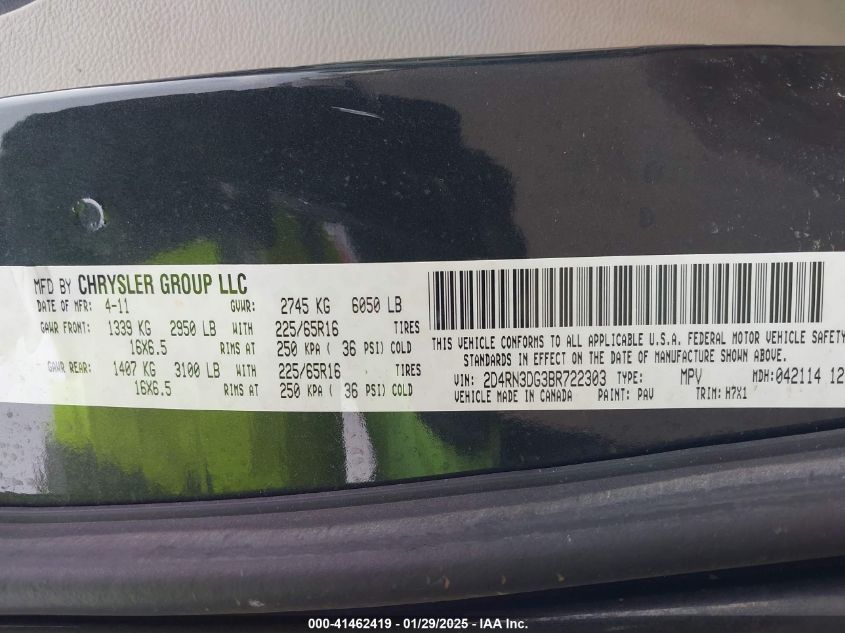 MFD BY CHRYSLER GROUP LLC
DATE OF MFR: 4-11 GVWR: 2745 KG 6050 LB
GAWR FRONT: 1339 KG 2950 LB WITH 225/65R16 TIRES
16X6.5 RIMS AT 250 KPA ( 36 PSI) COLD
GAWR REAR: 1407 KG 3100 LB WITH 225/65R16 TIRES
16X6.5 RIMS AT 250 KPA ( 36 PSI) COLD
THIS VEHICLE CONFORMS TO ALL APPLICABLE U.S.A. FEDERAL MOTOR VEHICLE SAFETY
STANDARDS IN EFFECT ON THE DATE OF MANUFACTURE SHOWN ABOVE.
VIN: 2D4RN3DG3BR722303 TYPE: MPV MDH: 042114 12
VEHICLE MADE IN CANADA PAINT: PAV TRIM: H7X1
000-41462419 - 01/29/2025 - IAA Inc.